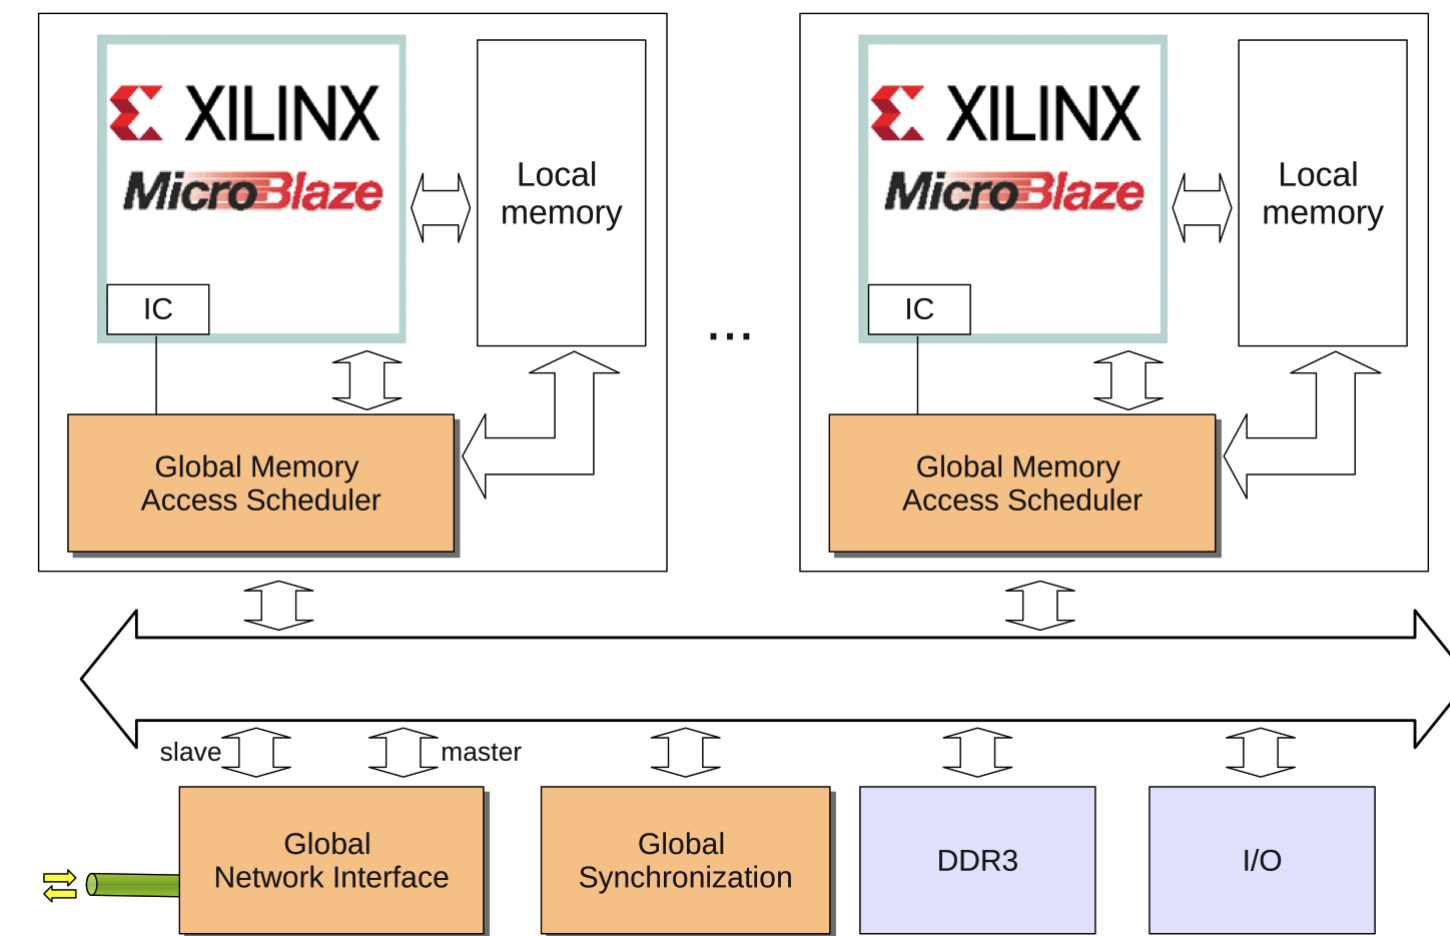 XILINX
MicroBlaze
Local
memory
IC
Global Memory
Access Scheduler
...
XILINX
MicroBlaze
Local
memory
IC
Global Memory
Access Scheduler
slave
master
Global
Network Interface
Global
Synchronization
DDR3
I/O